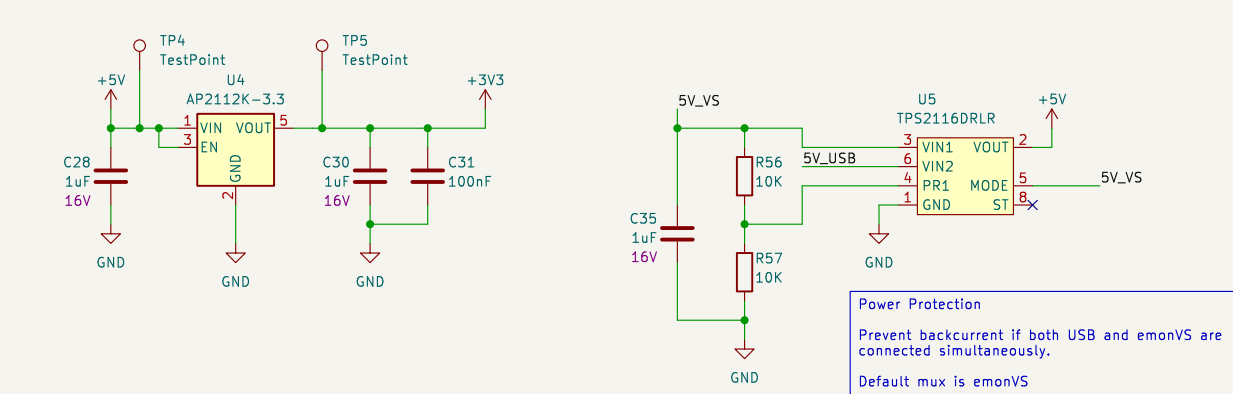 TP4
TestPoint
TP5
TestPoint
+5V
U4
AP2112K-3.3
+3V3
1
VIN
VOUT
5
3
EN
GND
2
C28
1uF
16V
C30
1uF
16V
C31
100nF
GND
GND
GND
5V_VS
U5
TPS2116DRLR
+5V
3
VIN1
VOUT
2
5V_USB
6
VIN2
4
PR1
MODE
5
5V_VS
1
GND
ST
8
R56
10K
C35
1uF
16V
R57
10K
GND
GND
Power Protection
Prevent backcurrent if both USB and emonVS are
connected simultaneously.
Default mux is emonVS